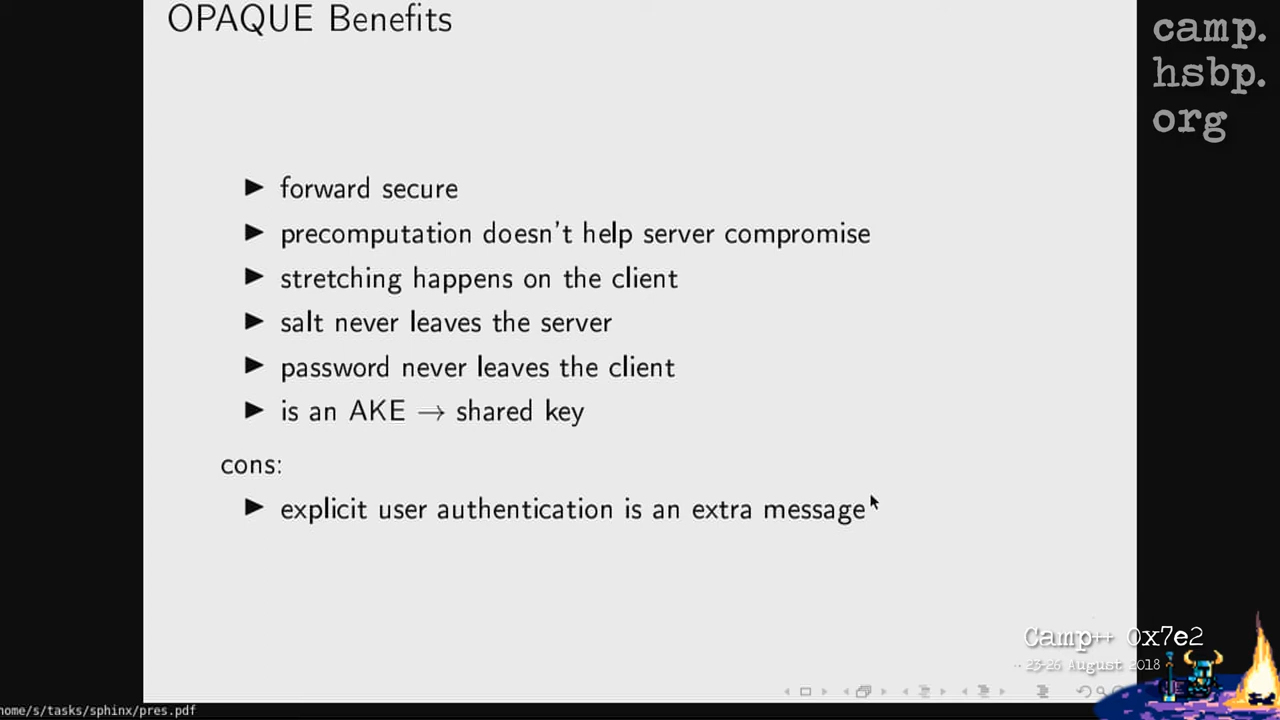 OPAQUE Benefits
camp.
hsbp.
org
▶ forward secure
▶ precomputation doesn't help server compromise
▶ stretching happens on the client
▶ salt never leaves the server
▶ password never leaves the client
▶ is an AKE → shared key
cons:
▶ explicit user authentication is an extra message
Camp++ 0x7e2
23-26 August 2018
home/s/tasks/sphinx/pres.pdf